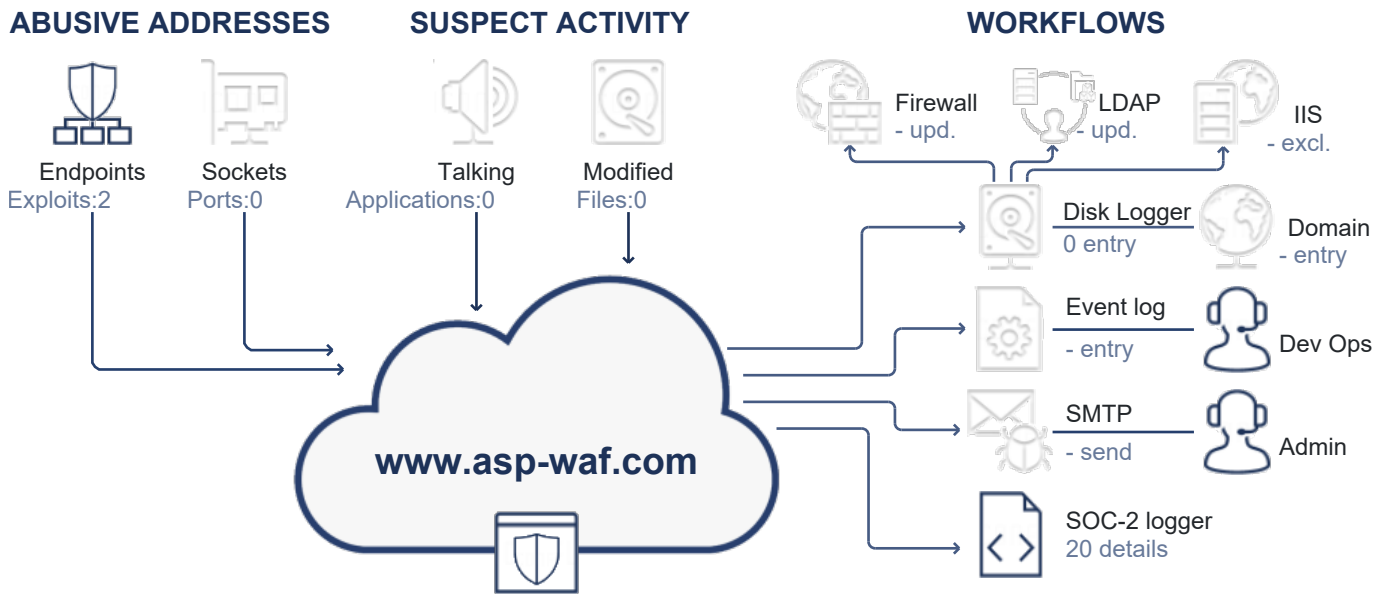 ABUSIVE ADDRESSES
SUSPECT ACTIVITY
WORKFLOWS
Endpoints
Exploits:2
Sockets
Ports:0
Talking
Applications:0
Modified
Files:0
Firewall
- upd.
LDAP
- upd.
IIS
- excl.
Disk Logger
0 entry
Domain
- entry
Event log
- entry
Dev Ops
SMTP
- send
Admin
SOC-2 logger
20 details
www.asp-waf.com